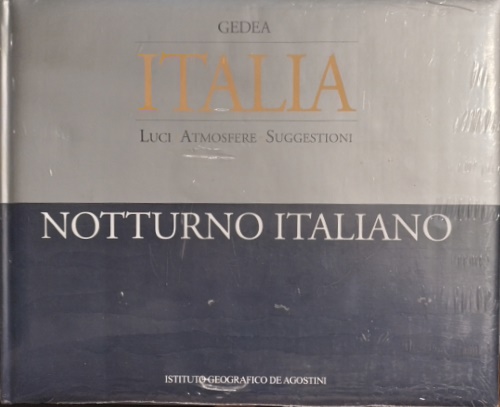 GEDEA
ITALIA
LUCI ATMOSFERE SUGGESTIONI
NOTTURNO ITALIANO
ISTITUTO GEOGRAFICO DE AGOSTINI